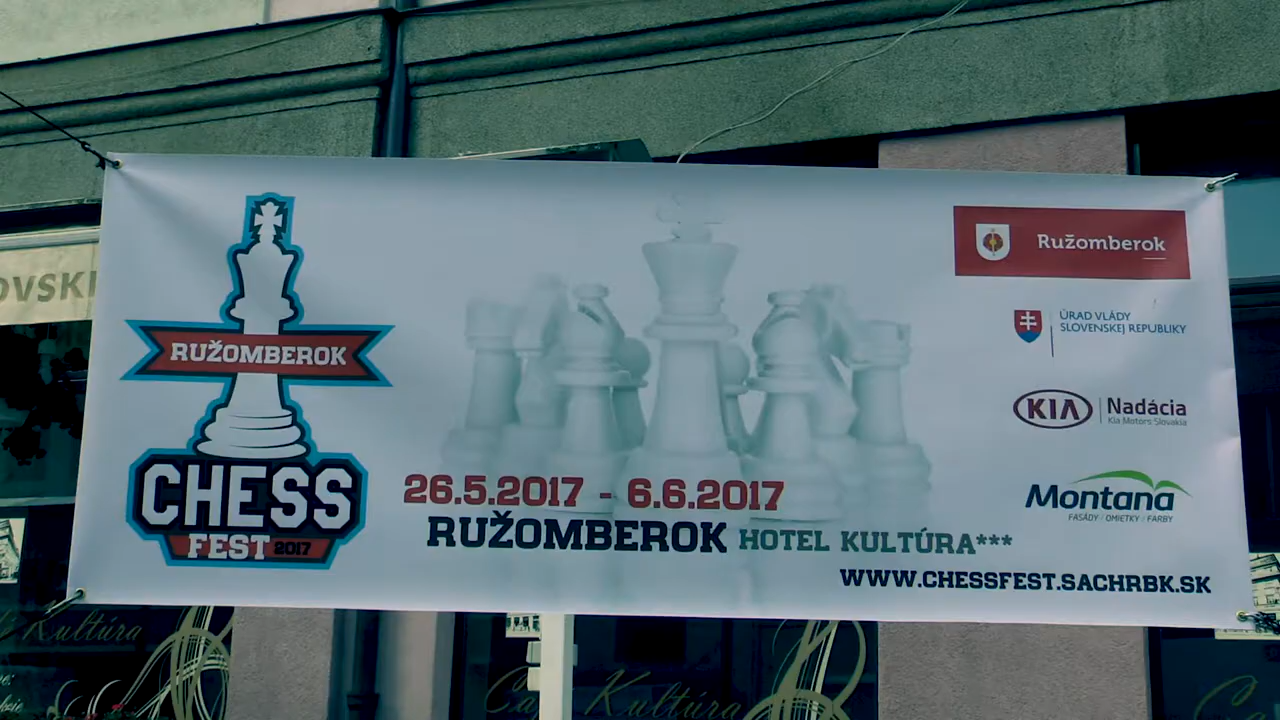 RUŽOMBEROK
CHESS
FEST 2017
26.5.2017 - 6.6.2017
RUŽOMBEROK HOTEL KULTÚRA***
WWW.CHESSFEST.SACHRBK.SK
Ružomberok
ÚRAD VLÁDY
SLOVENSKEJ REPUBLIKY
KIA Nadácia
Kia Motors Slovakia
Montana
FASÁDY / OMIETKY / FARBY
OVSKI
Kultúra
Kultúra